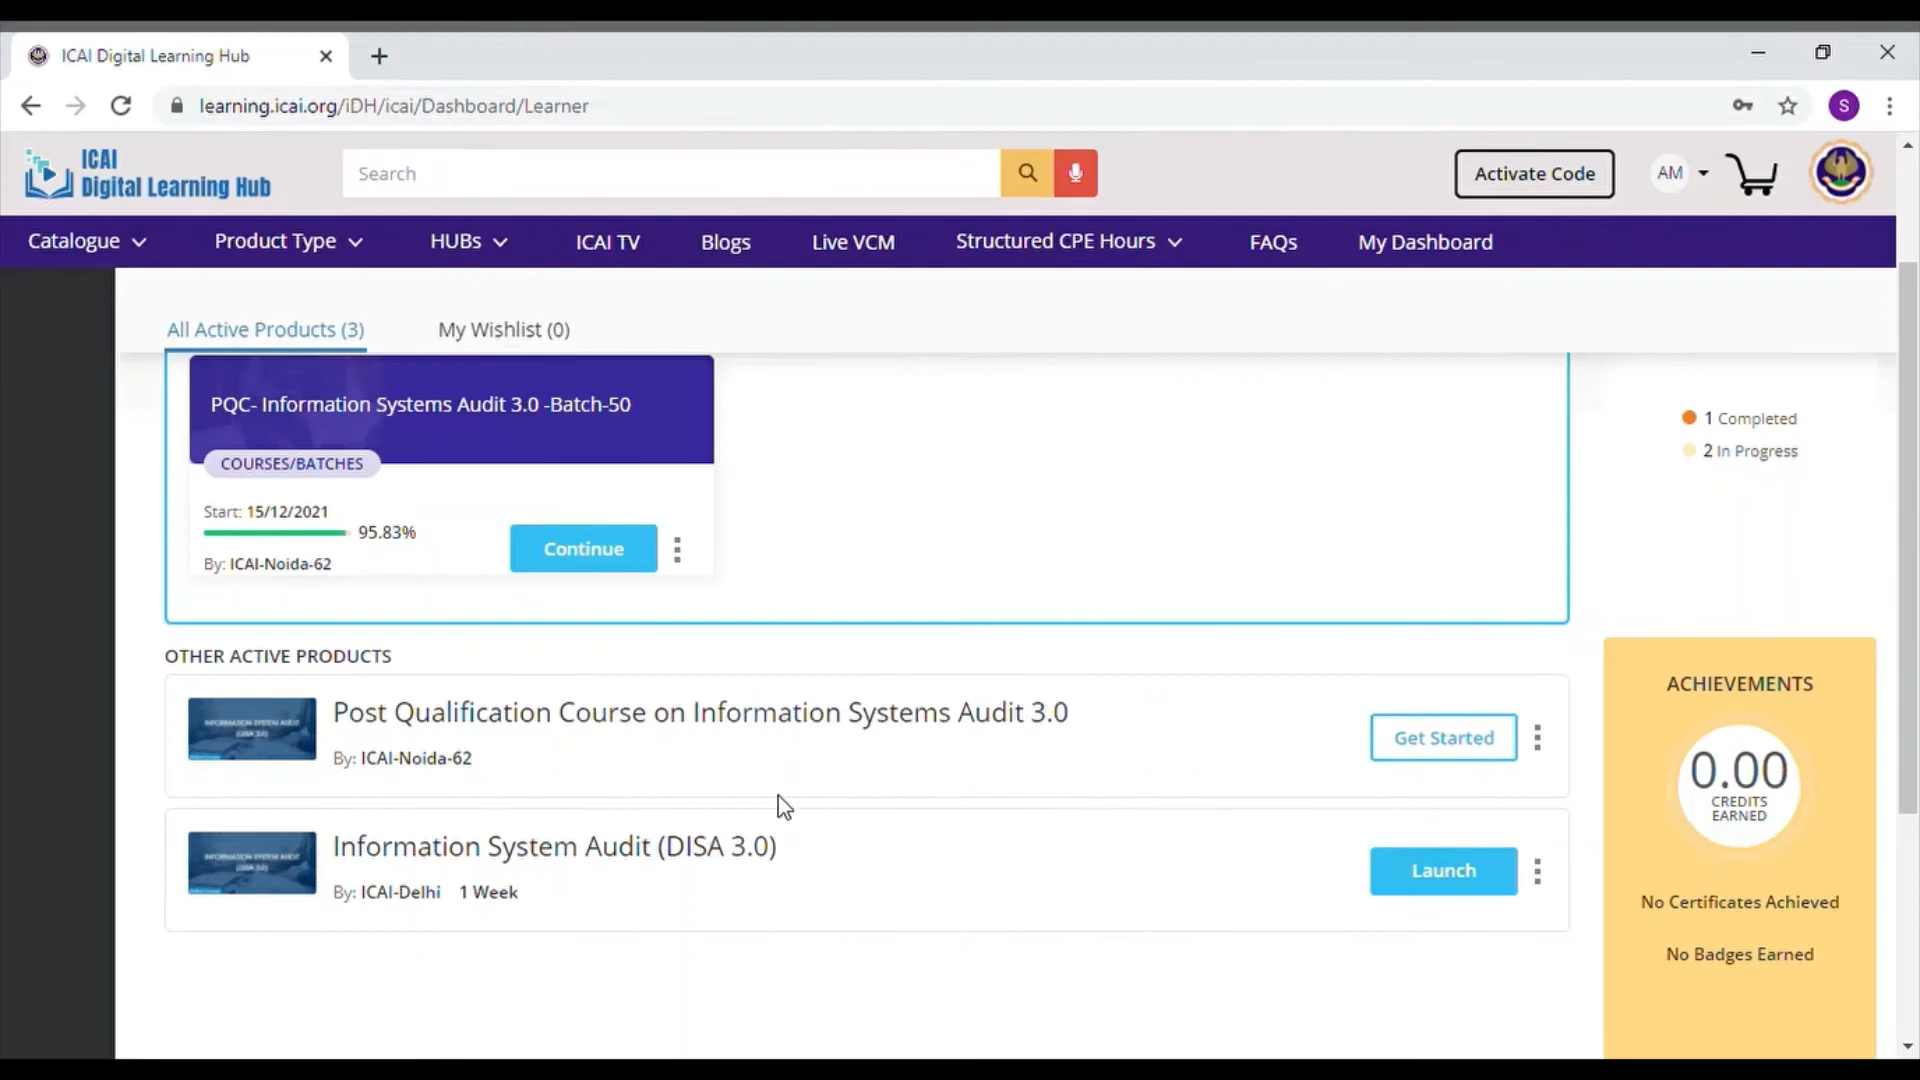 ICAI Digital Learning Hub
learning.icai.org/iDH/icai/Dashboard/Learner
S
ICAI
Digital Learning Hub
Search
Activate Code
AM
Catalogue
Product Type
HUBs
ICAI TV
Blogs
Live VCM
Structured CPE Hours
FAQs
My Dashboard
All Active Products (3)
My Wishlist (0)
PQC- Information Systems Audit 3.0 -Batch-50
COURSES/BATCHES
Start: 15/12/2021
95.83%
By: ICAI-Noida-62
Continue
1 Completed
2 In Progress
OTHER ACTIVE PRODUCTS
INFORMATION SYSTEM AUDIT
(DISA 3.0)
Post Qualification Course on Information Systems Audit 3.0
By: ICAI-Noida-62
Get Started
INFORMATION SYSTEM AUDIT
(DISA 3.0)
Information System Audit (DISA 3.0)
By: ICAI-Delhi 1 Week
Launch
ACHIEVEMENTS
0.00
CREDITS
EARNED
No Certificates Achieved
No Badges Earned